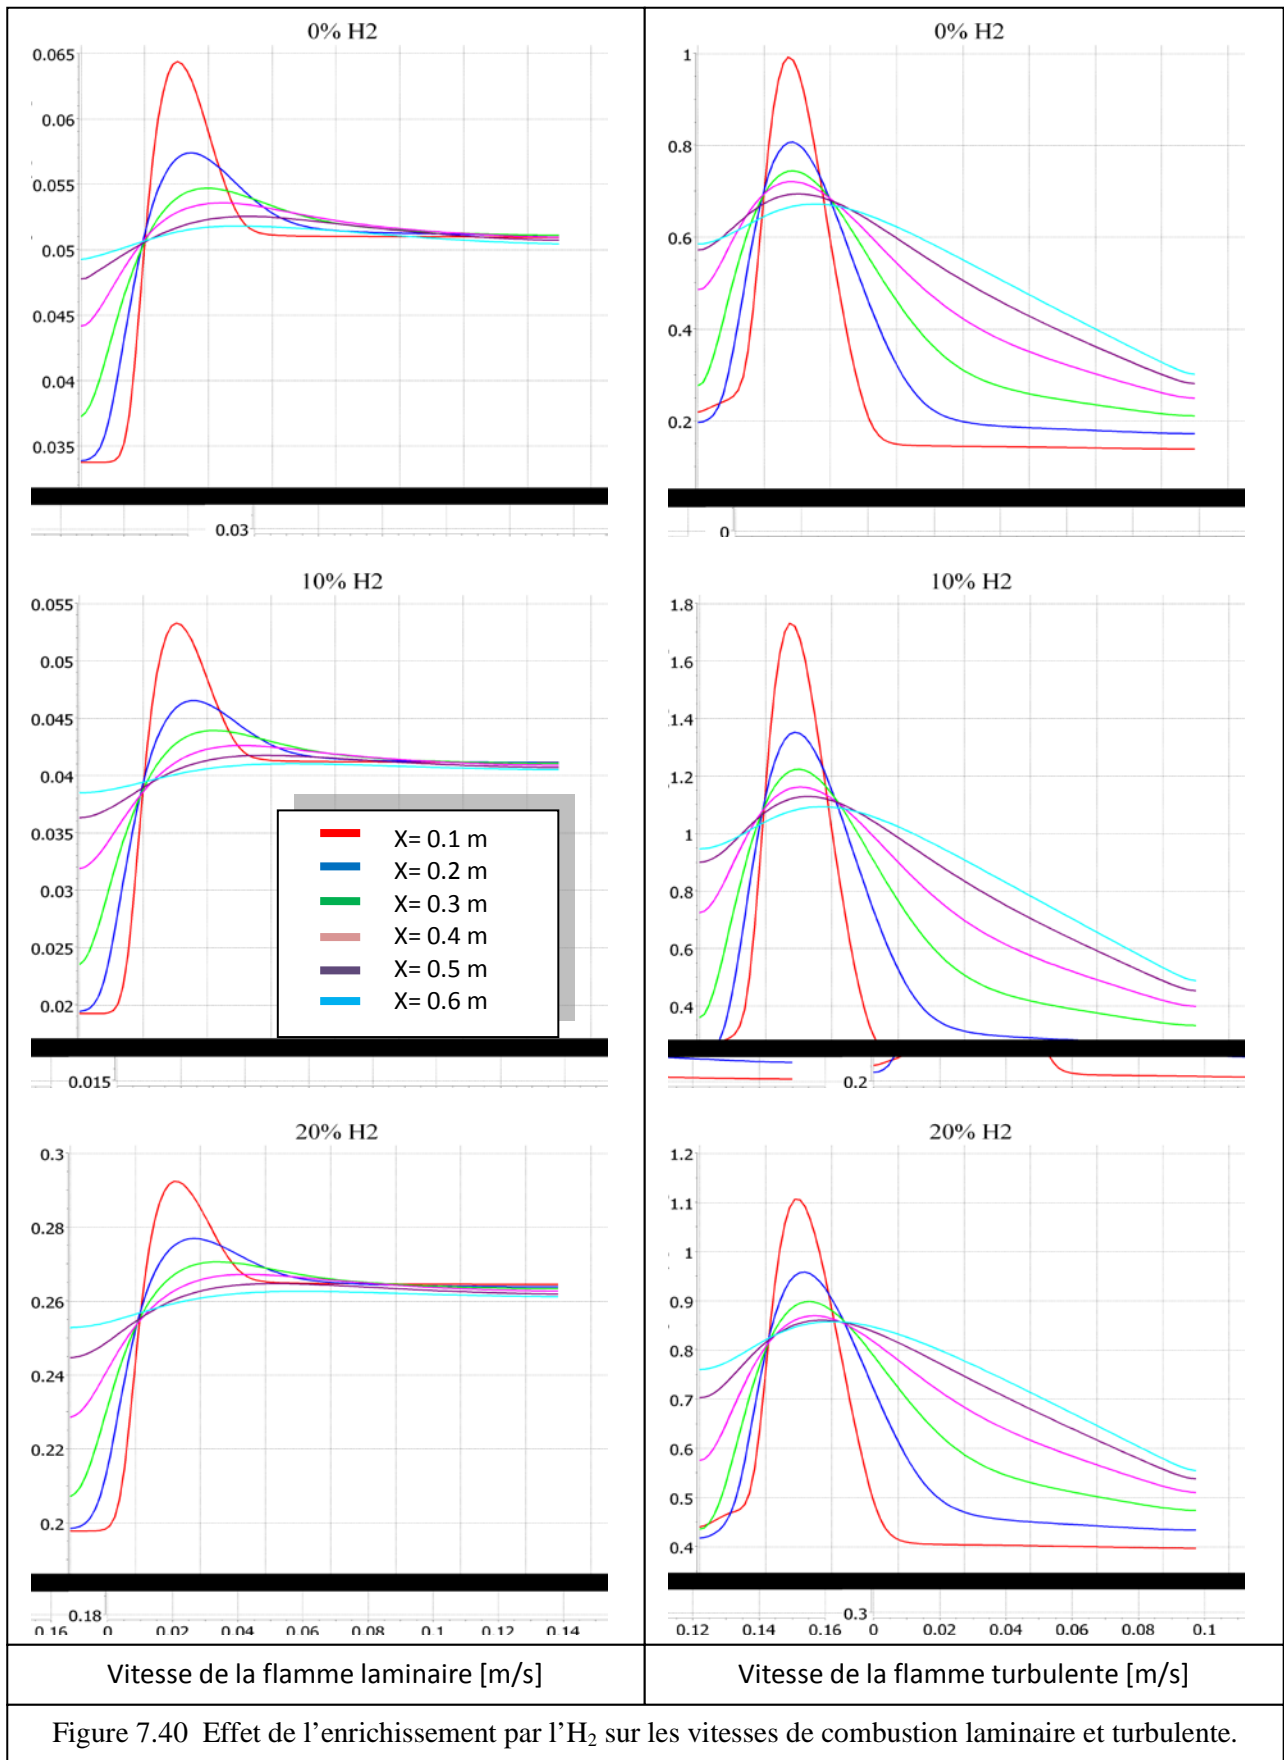 0% H2
0.065
0.06
0.055
0.05
0.045
0.04
0.035
0.03
0% H2
1
0.8
0.6
0.4
0.2
0
10% H2
0.055
0.05
0.045
0.04
0.035
0.03
0.025
0.02
0.015
X= 0.1 m
X= 0.2 m
X= 0.3 m
X= 0.4 m
X= 0.5 m
X= 0.6 m
10% H2
1.8
1.6
1.4
1.2
1
0.8
0.6
0.4
0.2
20% H2
0.3
0.28
0.26
0.24
0.22
0.2
0.18
0.16 0 0.02 0.04 0.06 0.08 0.1 0.12 0.14
20% H2
1.2
1.1
1
0.9
0.8
0.7
0.6
0.5
0.4
0.3
0.12 0.14 0.16 0 0.02 0.04 0.06 0.08 0.1
Vitesse de la flamme laminaire [m/s]
Vitesse de la flamme turbulente [m/s]
Figure 7.40 Effet de l’enrichissement par l’H₂ sur les vitesses de combustion laminaire et turbulente.